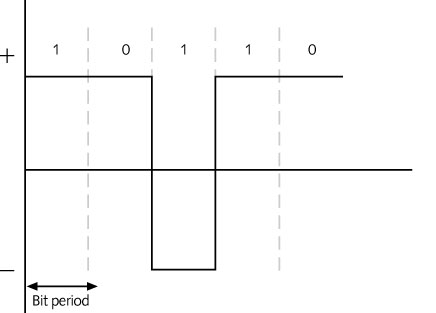 + 1 0 1 1 0
–
Bit period